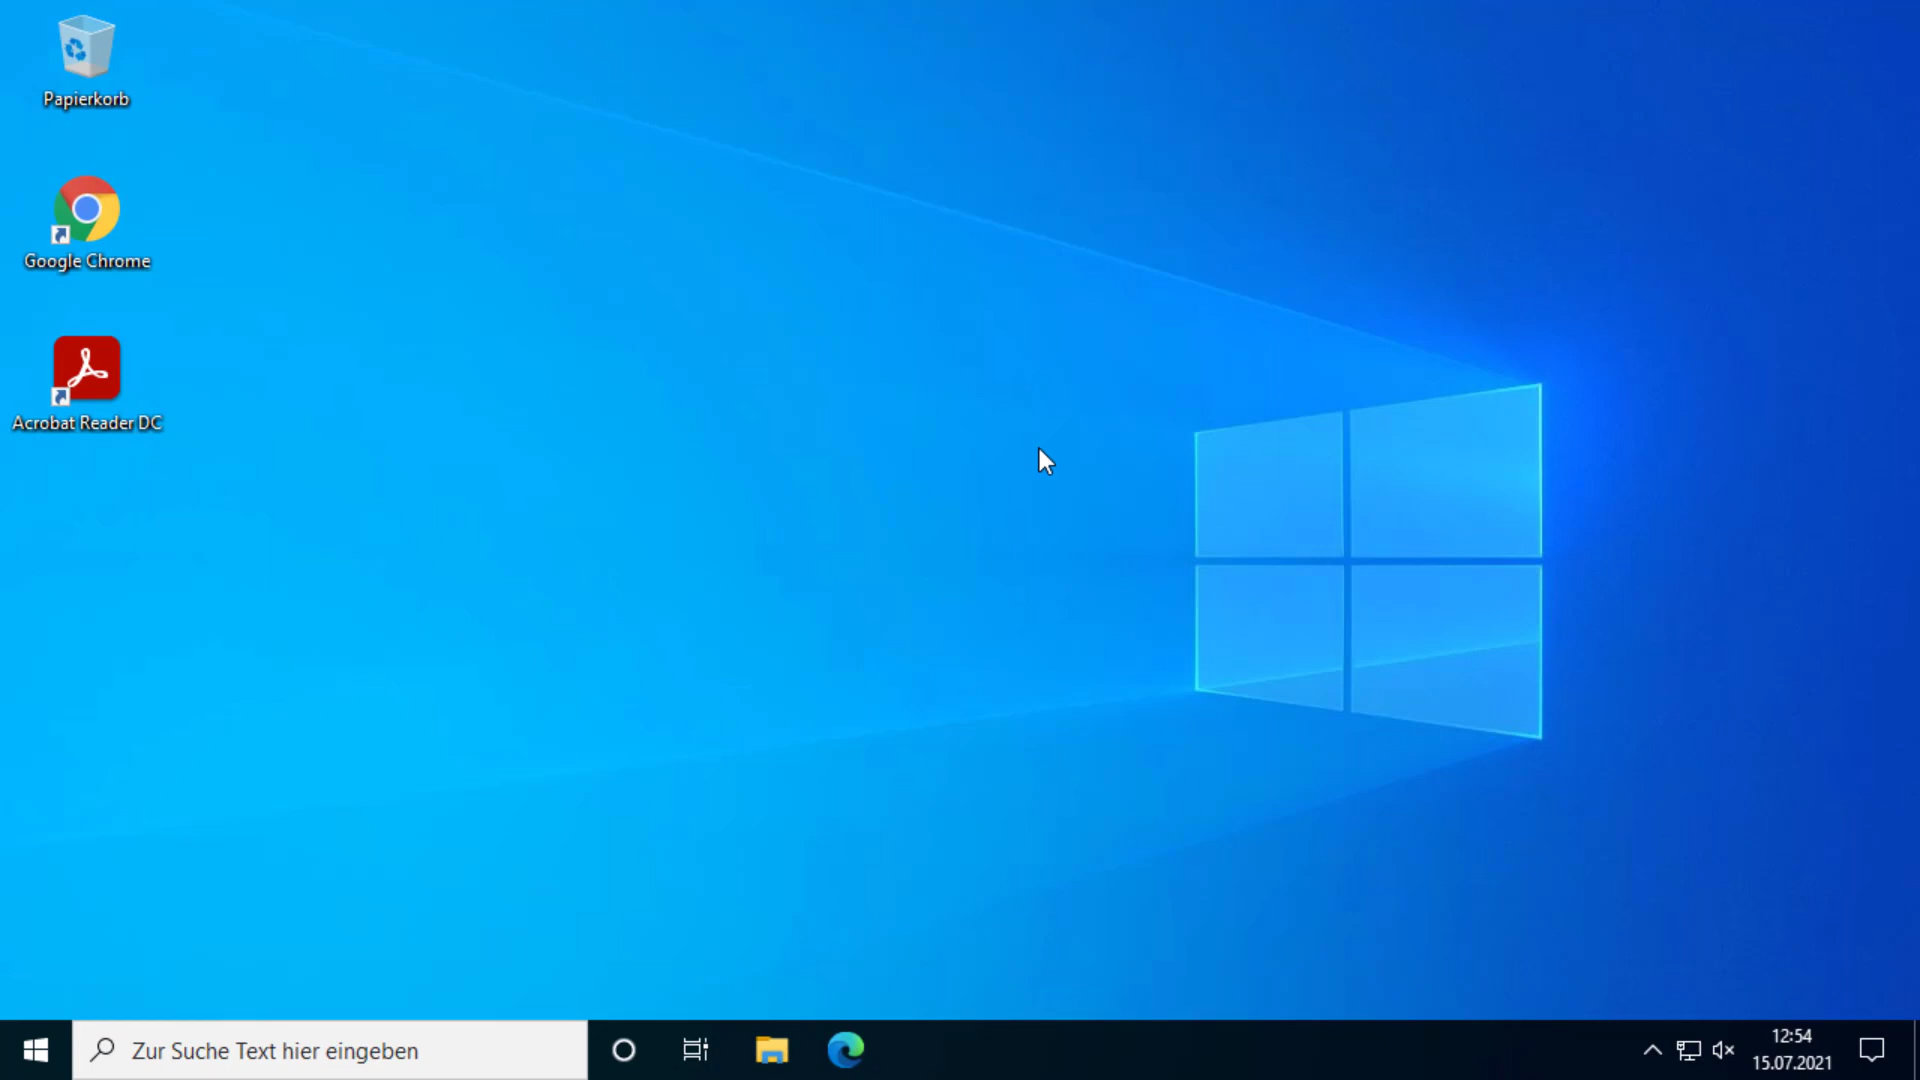 Papierkorb
Google Chrome
Acrobat Reader DC
Zur Suche Text hier eingeben
12:54
15.07.2021